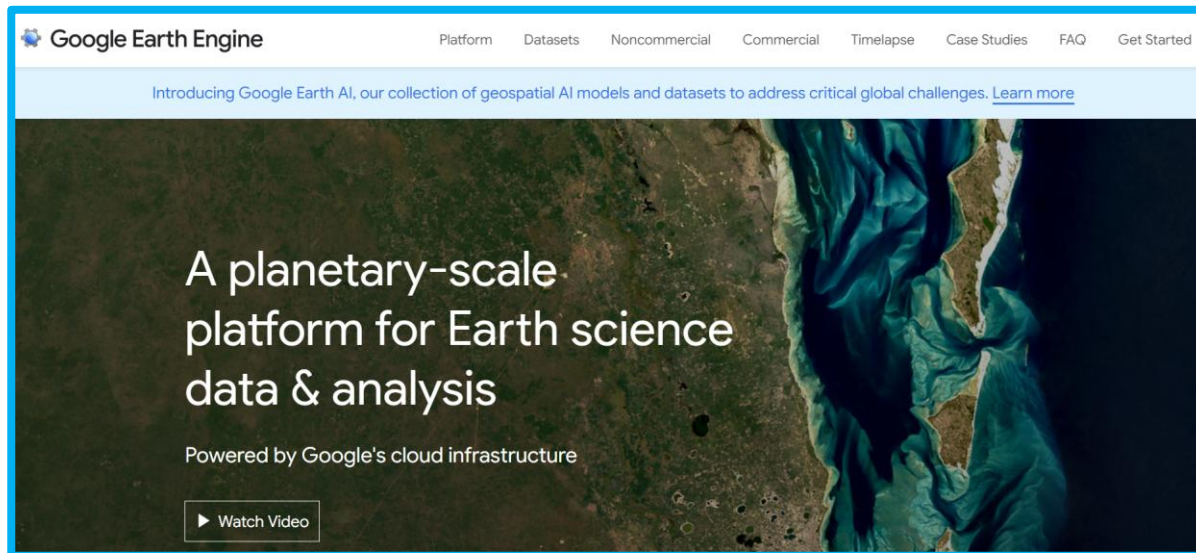 Google Earth Engine
Platform Datasets Noncommercial Commercial Timelapse Case Studies FAQ Get Started
Introducing Google Earth AI, our collection of geospatial AI models and datasets to address critical global challenges. Learn more
A planetary-scale
platform for Earth science
data & analysis
Powered by Google's cloud infrastructure
Watch Video